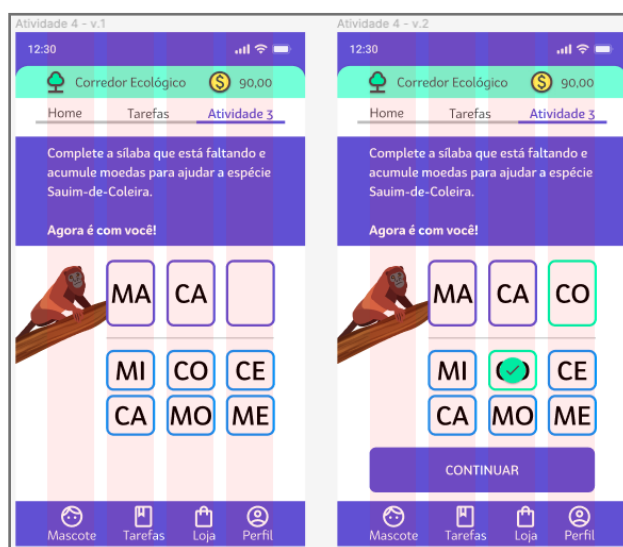 Atividade 4 - v.1
12:30
Corredor Ecológico $ 90,00
Home Tarefas Atividade 3
Complete a sílaba que está faltando e
acumule moedas para ajudar a espécie
Sauim-de-Coleira.
Agora é com você!
MA CA
MI CO CE
CA MO ME
Mascote Tarefas Loja Perfil
Atividade 4 - v.2
12:30
Corredor Ecológico $ 90,00
Home Tarefas Atividade 3
Complete a sílaba que está faltando e
acumule moedas para ajudar a espécie
Sauim-de-Coleira.
Agora é com você!
MA CA CO
MI CE
CA MO ME
CONTINUAR
Mascote Tarefas Loja Perfil